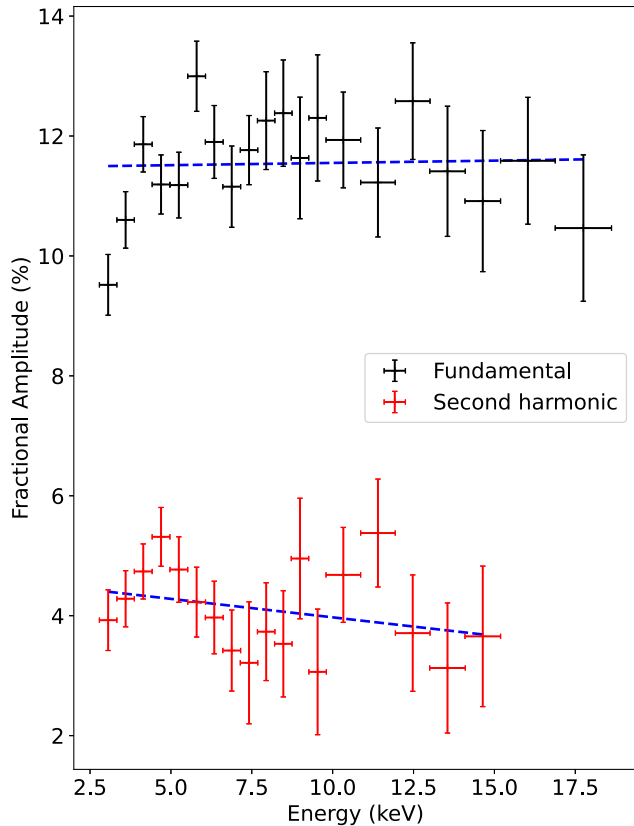 14
12
10
8
6
4
2
Fractional Amplitude (%)
Fundamental
Second harmonic
2.5 5.0 7.5 10.0 12.5 15.0 17.5
Energy (keV)